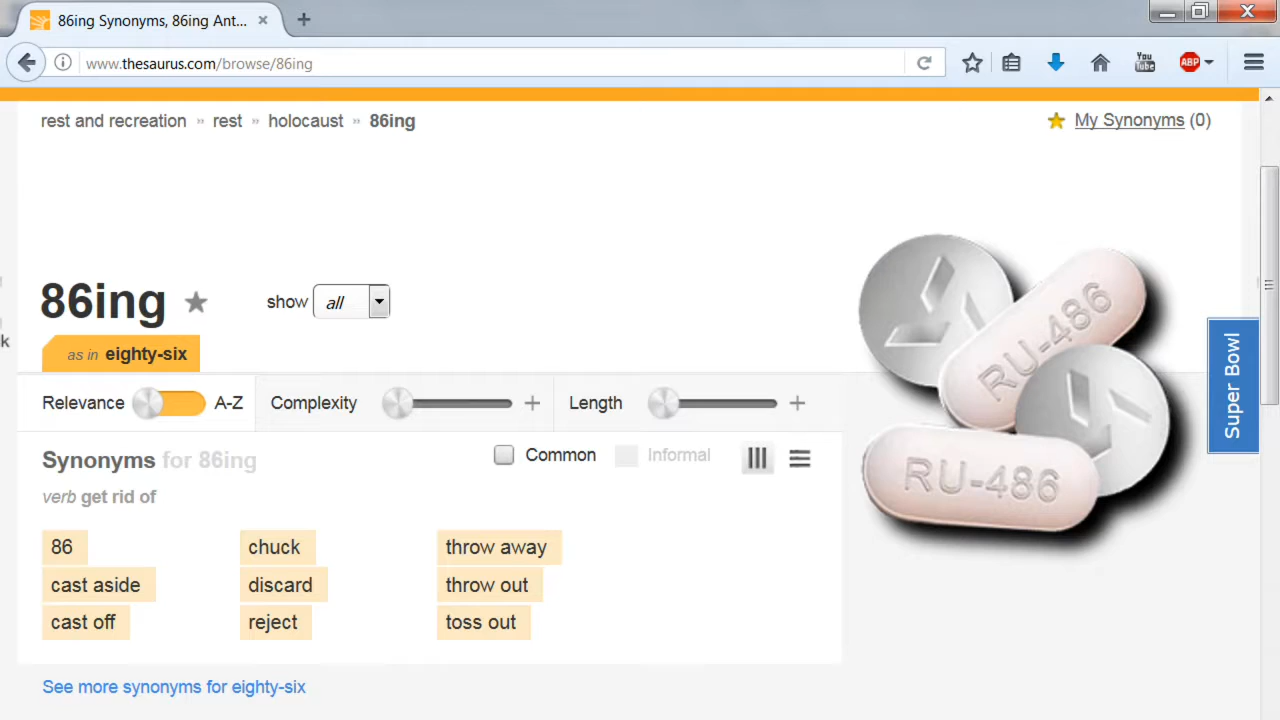 86ing Synonyms, 86ing Ant...
www.thesaurus.com/browse/86ing
You Tube
ABP
rest and recreation » rest » holocaust » 86ing
My Synonyms (0)
86ing
show all
as in eighty-six
Relevance A-Z Complexity + Length +
Synonyms for 86ing
Common Informal
verb get rid of
86 chuck throw away
cast aside discard throw out
cast off reject toss out
See more synonyms for eighty-six
RU-486
RU-486
Super Bowl
k